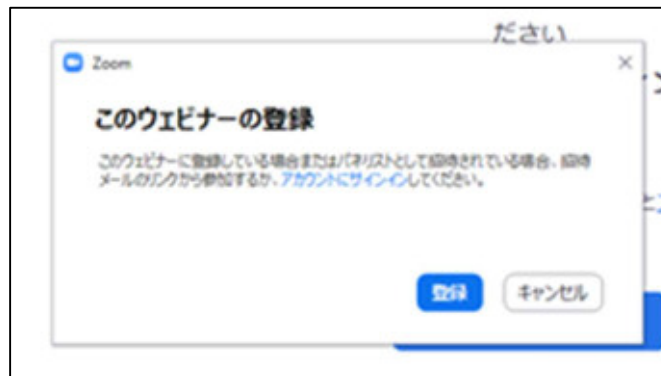 ださい
Zoom
このウェビナーの登録
このウェビナーに登録している場合またはパネリストとして招待されている場合、招待
メールのリンクから参加するか、アカウントにサインインしてください。
登録
キャンセル